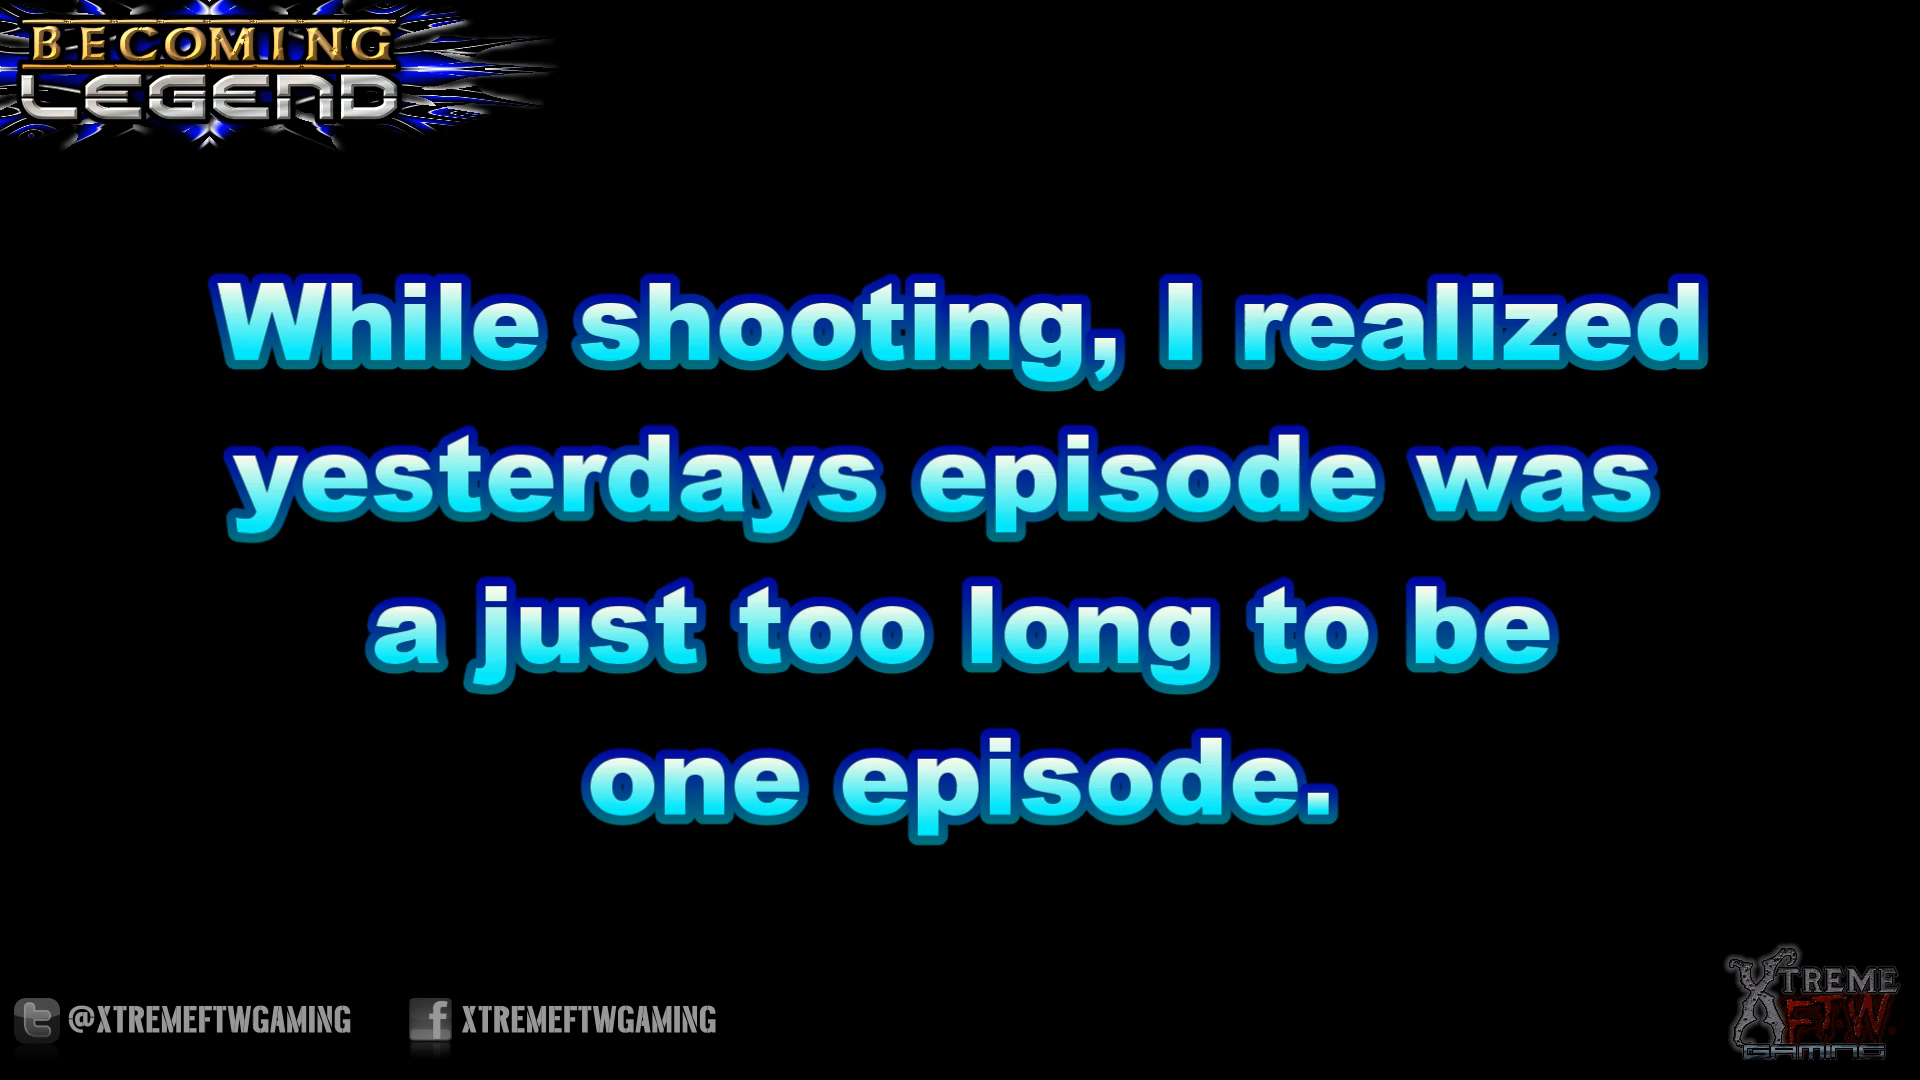 BECOMING
LEGEND
While shooting, I realized
yesterdays episode was
a just too long to be
one episode.
@XTREMEFTWGAMING
XTREMEFTWGAMING
XTREME
FTW.
GAMING